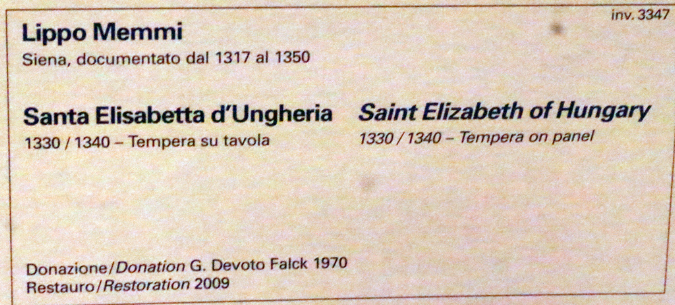 inv. 3347
Lippo Memmi
Siena, documentato dal 1317 al 1350
Santa Elisabetta d'Ungheria
1330 / 1340 – Tempera su tavola
Saint Elizabeth of Hungary
1330 / 1340 – Tempera on panel
Donazione/Donation G. Devoto Falck 1970
Restauro/Restoration 2009